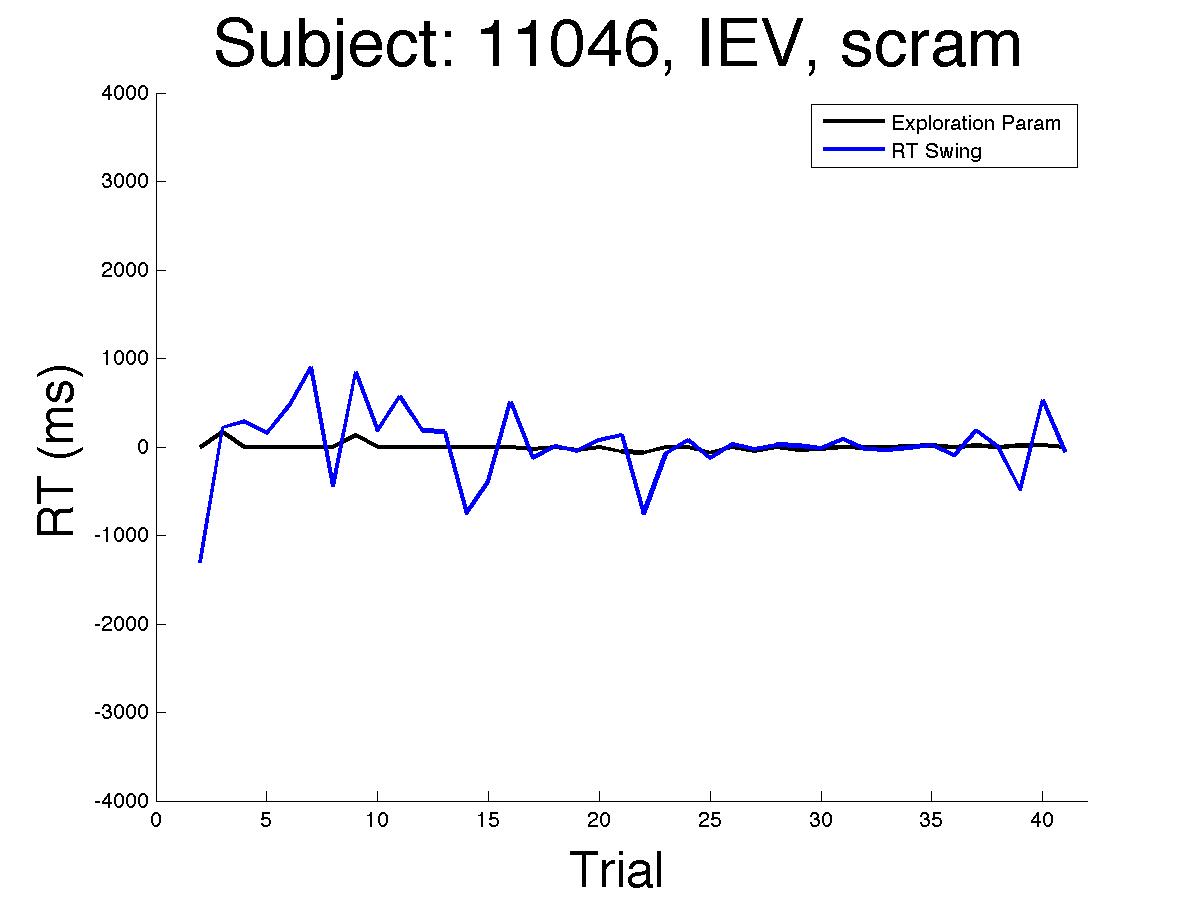 Subject: 11046, IEV, scram
Exploration Param
RT Swing
4000
3000
2000
1000
0
-1000
-2000
-3000
-4000
RT (ms)
0 5 10 15 20 25 30 35 40
Trial